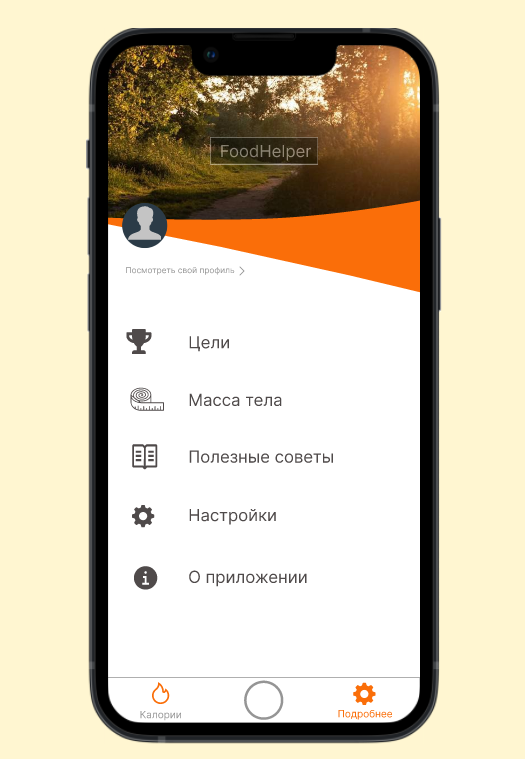 FoodHelper
Посмотреть свой профиль
Цели
Масса тела
Полезные советы
Настройки
О приложении
Калории
Подробнее